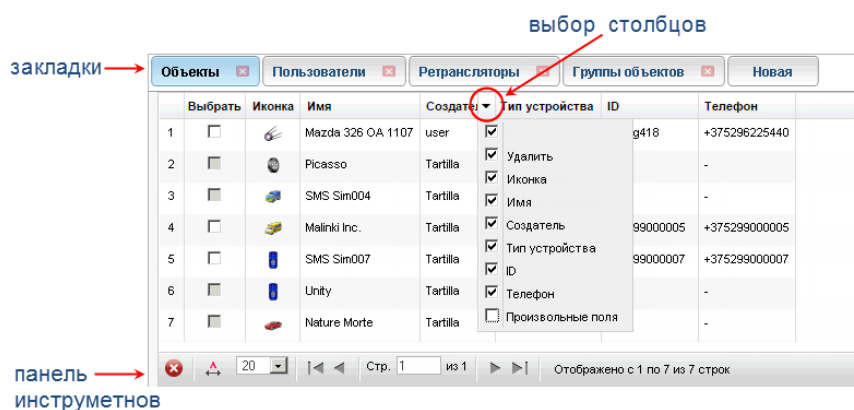 выбор столбцов
закладки
Объекты Пользователи Ретрансляторы Группы объектов Новая
Выбрать Иконка Имя Создате Тип устройства ID Телефон
1 Mazda 326 OA 1107 user g418 +375296225440
2 Picasso Tartilla -
3 SMS Sim004 Tartilla -
4 Malinki Inc. Tartilla 99000005 +375299000005
5 SMS Sim007 Tartilla 99000007 +375299000007
6 Unity Tartilla -
7 Nature Morte Tartilla -
Удалить
Иконка
Имя
Создатель
Тип устройства
ID
Телефон
Произвольные поля
20 Стр. 1 из 1 Отображено с 1 по 7 из 7 строк
панель
инструметнов